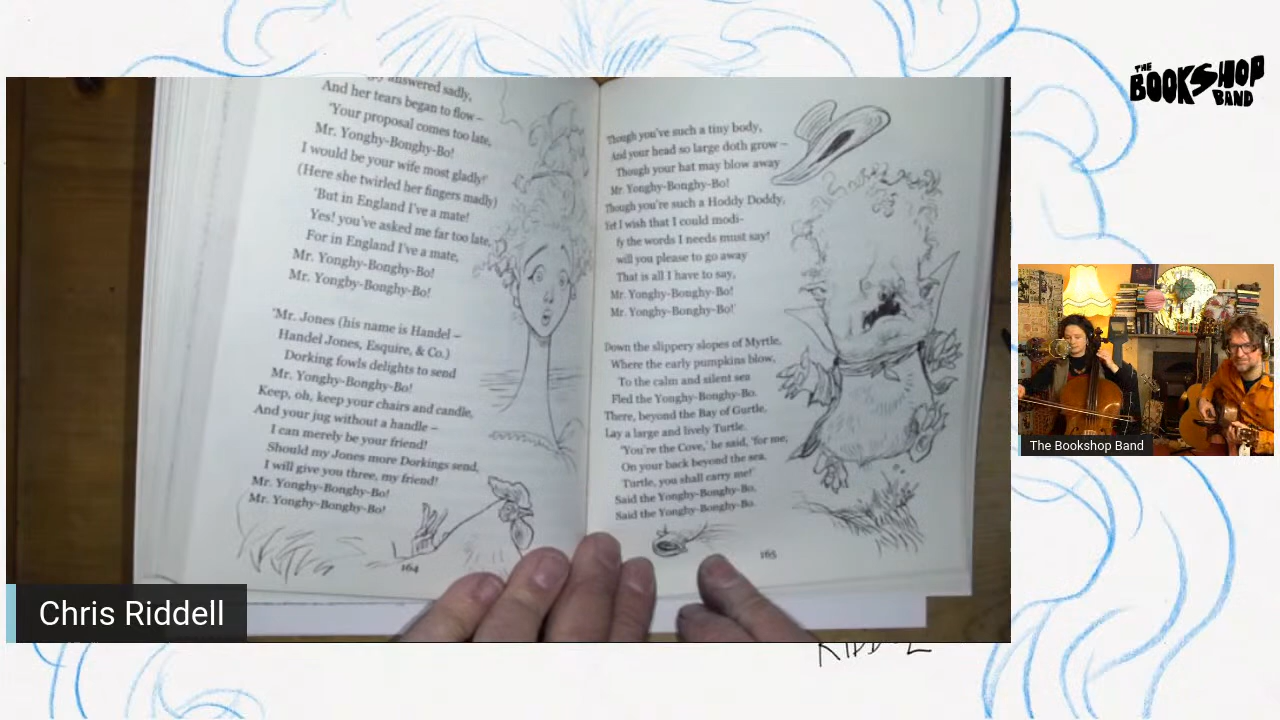 answered sadly,
And her tears began to flow –
'Your proposal comes too late,
Mr. Yonghy-Bonghy-Bo!
I would be your wife most gladly!'
(Here she twirled her fingers madly)
'But in England I've a mate!
Yes! you've asked me far too late,
For in England I've a mate,
Mr. Yonghy-Bonghy-Bo!
Mr. Yonghy-Bonghy-Bo!
'Mr. Jones (his name is Handel –
Handel Jones, Esquire, & Co.)
Dorking fowls delights to send
Mr. Yonghy-Bonghy-Bo!
Keep, oh, keep your chairs and candle,
And your jug without a handle –
I can merely be your friend!
Should my Jones more Dorkings send,
I will give you three, my friend!
Mr. Yonghy-Bonghy-Bo!
Mr. Yonghy-Bonghy-Bo!
164
Though you've such a tiny body,
And your head so large doth grow –
Though your hat may blow away
Mr. Yonghy-Bonghy-Bo!
Though you're such a Hoddy Doddy,
Yet I wish that I could modi-
fy the words I needs must say!
will you please to go away
That is all I have to say,
Mr. Yonghy-Bonghy-Bo!
Mr. Yonghy-Bonghy-Bo!'
Down the slippery slopes of Myrtle,
Where the early pumpkins blow,
To the calm and silent sea
Fled the Yonghy-Bonghy-Bo.
There, beyond the Bay of Gurtle,
Lay a large and lively Turtle.
'You're the Cove,' he said, 'for me;
On your back beyond the sea,
Turtle, you shall carry me!'
Said the Yonghy-Bonghy-Bo.
Said the Yonghy-Bonghy-Bo.
165
Chris Riddell
THE
BOOKSHOP
BAND
The Bookshop Band